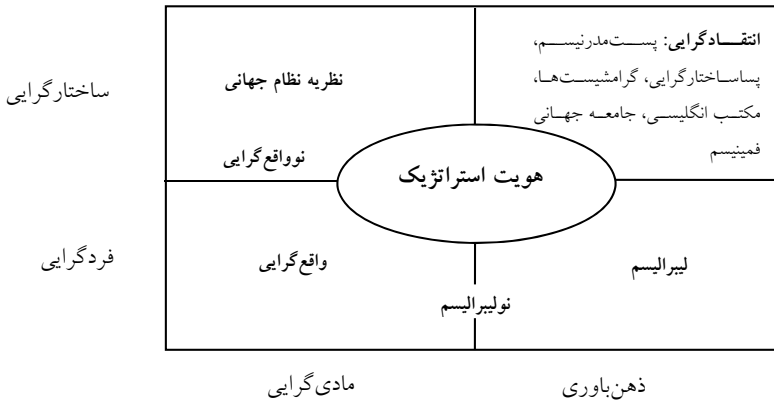 انتقادگرایی: پست‌مدرنیسم،
پساساختارگرایی، گرامشیست‌ها،
مکتب انگلیسی، جامعه جهانی
فمینیسم
نظریه نظام جهانی
ساختارگرایی
نوواقع‌گرایی
هویت استراتژیک
فردگرایی
واقع‌گرایی
لیبرالیسم
نولیبرالیسم
ذهن‌باوری
مادی‌گرایی